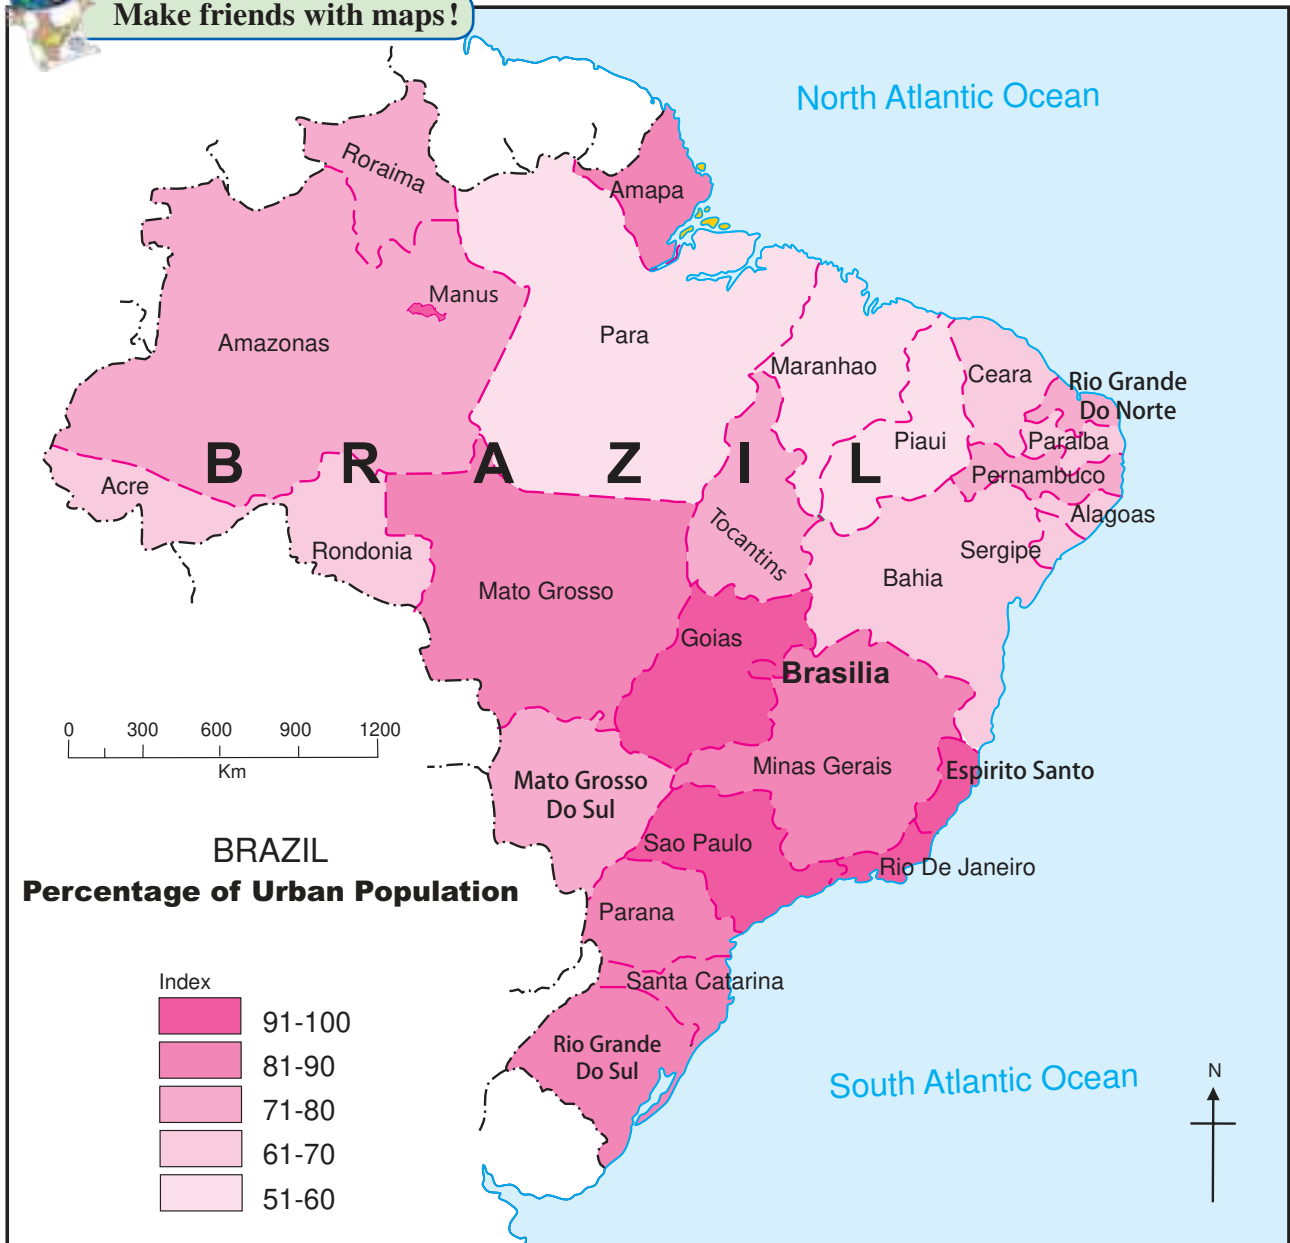 Make friends with maps!
North Atlantic Ocean
Roraima
Amapa
Manus
Amazonas
Para
Maranhao
Ceara
Rio Grande
Do Norte
Piaui
Paraiba
BRAZIL
Pernambuco
Acre
Alagoas
Tocantins
Sergipe
Rondonia
Bahia
Mato Grosso
Goias
Brasilia
0 300 600 900 1200
Km
Minas Gerais
Espirito Santo
Mato Grosso
Do Sul
Sao Paulo
Rio De Janeiro
BRAZIL
Percentage of Urban Population
Parana
Santa Catarina
Index
91-100
81-90
71-80
61-70
51-60
Rio Grande
Do Sul
South Atlantic Ocean
N